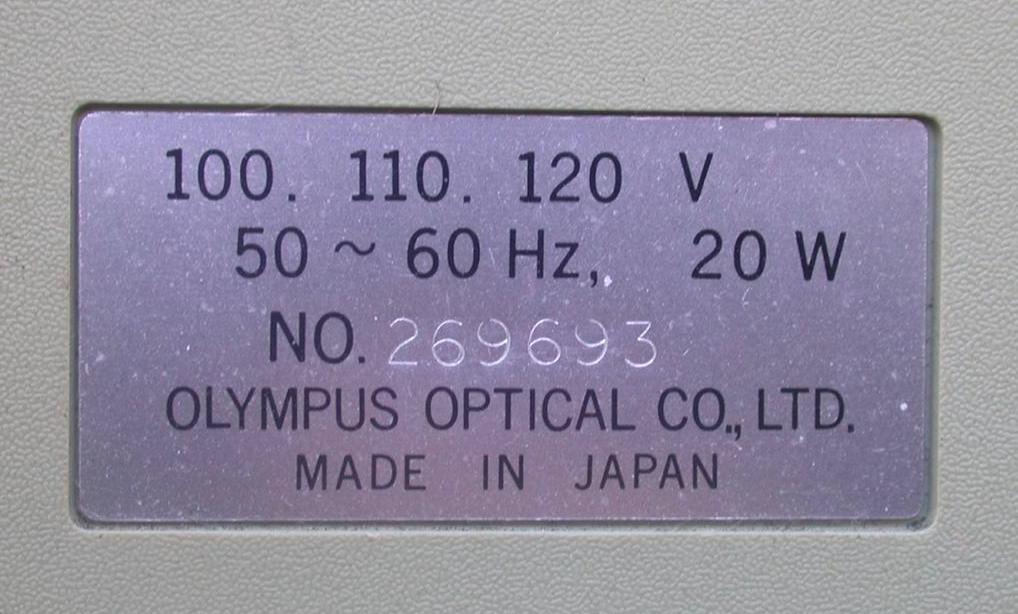 100. 110. 120 V
50 ~ 60 Hz, 20 W
NO. 269693
OLYMPUS OPTICAL CO., LTD.
MADE IN JAPAN